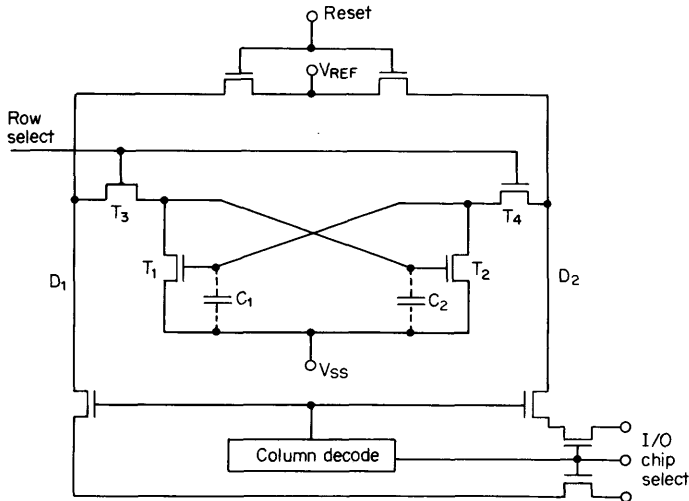 Reset
VREF
Row
select
T3
T4
T1
T2
D1
C1
C2
D2
VSS
I/O
Column decode
chip
select